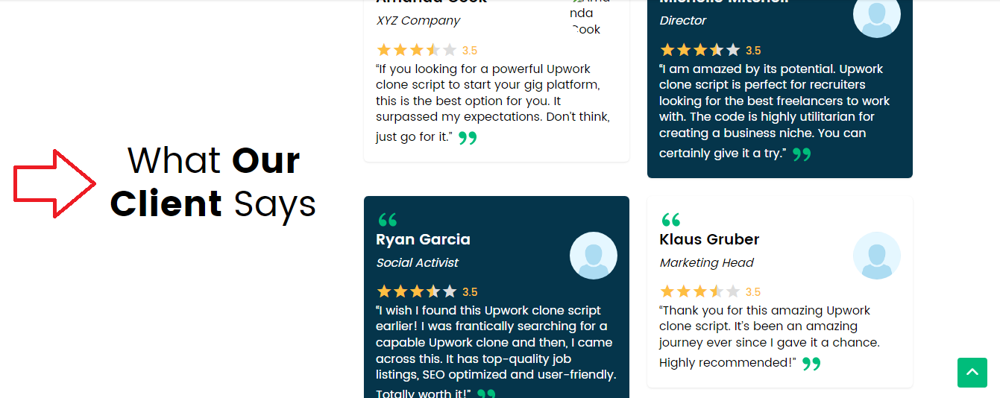 Amanda Cook
XYZ Company
Amanda
Cook
3.5
“If you looking for a powerful Upwork
clone script to start your gig platform,
this is the best option for you. It
surpassed my expectations. Don’t think,
just go for it.”
Michelle Mitchell
Director
3.5
“I am amazed by its potential. Upwork
clone script is perfect for recruiters
looking for the best freelancers to work
with. The code is highly utilitarian for
creating a business niche. You can
certainly give it a try.”
What Our
Client Says
Ryan Garcia
Social Activist
3.5
“I wish I found this Upwork clone script
earlier! I was frantically searching for a
capable Upwork clone and then, I came
across this. It has top-quality job
listings, SEO optimized and user-friendly.
Totally worth it!”
Klaus Gruber
Marketing Head
3.5
“Thank you for this amazing Upwork
clone script. It’s been an amazing
journey ever since I gave it a chance.
Highly recommended!”